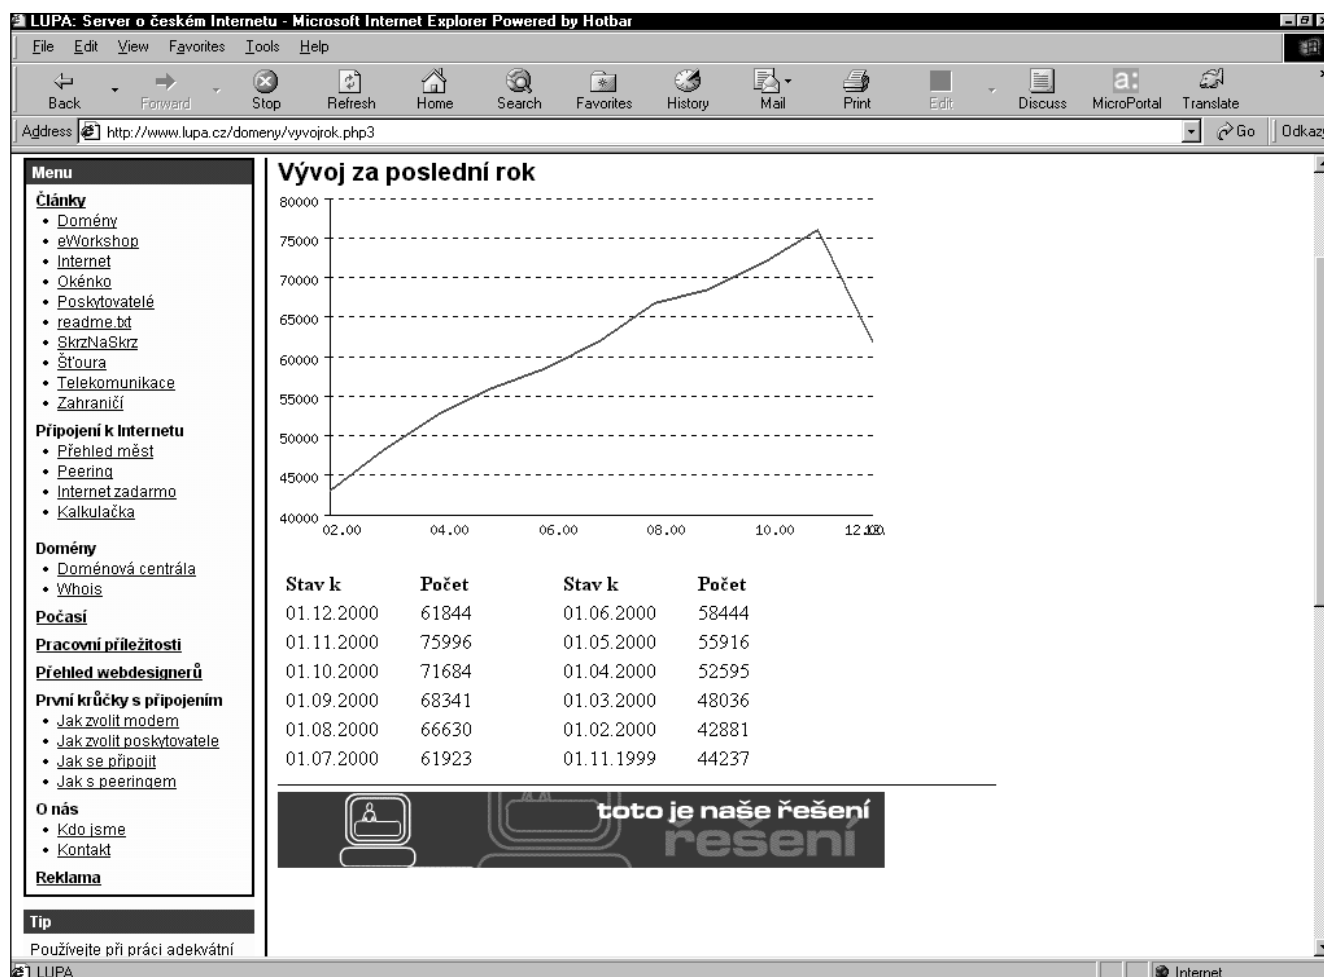 LUPA: Server o českém Internetu - Microsoft Internet Explorer Powered by Hotbar
File Edit View Favorites Tools Help
Back Forward Stop Refresh Home Search Favorites History Mail Print Edit Discuss MicroPortal Translate
Address http://www.lupa.cz/domeny/vyvojrok.php3 Go Odkazy
Menu
Články
Domény
eWorkshop
Internet
Okénko
Poskytovatelé
readme.txt
SkrzNaSkrz
Šťoura
Telekomunikace
Zahraničí
Připojení k Internetu
Přehled měst
Peering
Internet zadarmo
Kalkulačka
Domény
Doménová centrála
Whois
Počasí
Pracovní příležitosti
Přehled webdesignerů
První krůčky s připojením
Jak zvolit modem
Jak zvolit poskytovatele
Jak se připojit
Jak s peeringem
O nás
Kdo jsme
Kontakt
Reklama
Tip
Používejte při práci adekvátní
Vývoj za poslední rok
80000
75000
70000
65000
60000
55000
50000
45000
40000
02.00 04.00 06.00 08.00 10.00
Stav k Počet Stav k Počet
01.12.2000 61844 01.06.2000 58444
01.11.2000 75996 01.05.2000 55916
01.10.2000 71684 01.04.2000 52595
01.09.2000 68341 01.03.2000 48036
01.08.2000 66630 01.02.2000 42881
01.07.2000 61923 01.11.1999 44237
toto je naše řešení
řešení
LUPA Internet